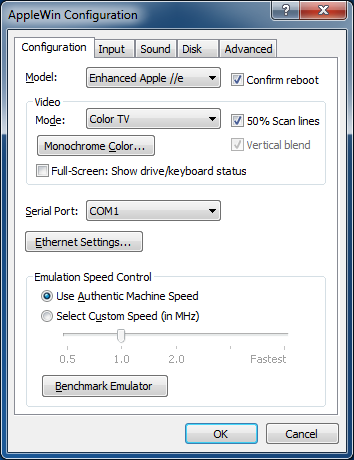 AppleWin Configuration
Configuration Input Sound Disk Advanced
Model: Enhanced Apple //e Confirm reboot
Video
Mode: Color TV 50% Scan lines
Monochrome Color... Vertical blend
Full-Screen: Show drive/keyboard status
Serial Port: COM1
Ethernet Settings...
Emulation Speed Control
Use Authentic Machine Speed
Select Custom Speed (in MHz)
0.5 1.0 2.0 Fastest
Benchmark Emulator
OK Cancel